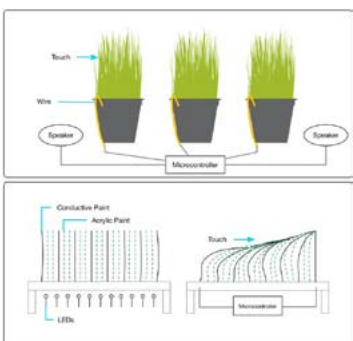 Touch
Wire
Speaker
Speaker
Microcontroller
Conductive Paint
Acrylic Paint
Touch
Microcontroller
LEDs